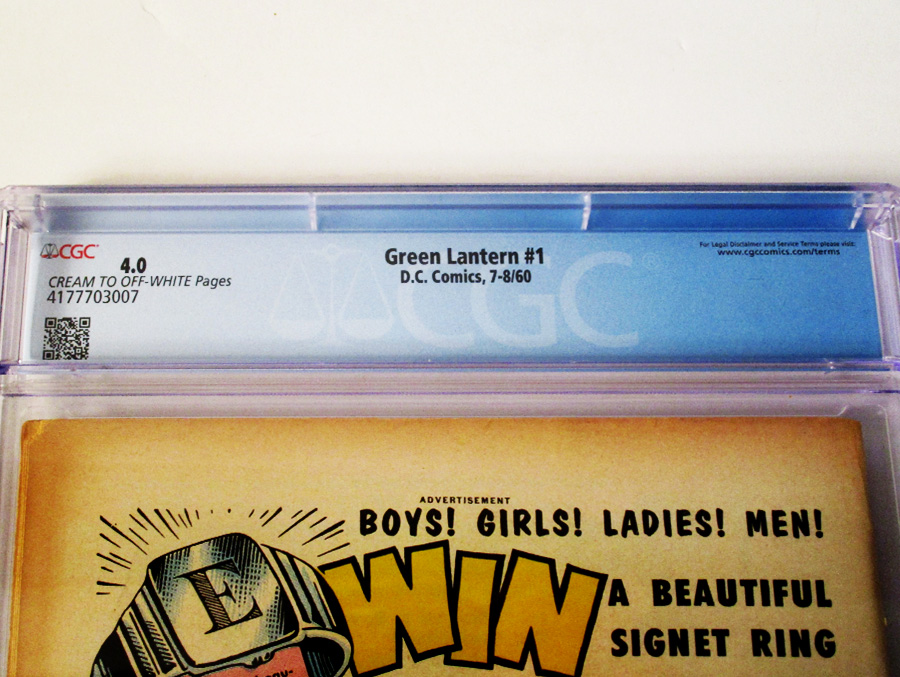 CGC
4.0
CREAM TO OFF-WHITE Pages
4177703007
Green Lantern #1
D.C. Comics, 7-8/60
For Legal Disclaimer and Service Terms please visit:
www.cgccomics.com/terms
CGC
ADVERTISEMENT
BOYS! GIRLS! LADIES! MEN!
WIN
A BEAUTIFUL
SIGNET RING
E